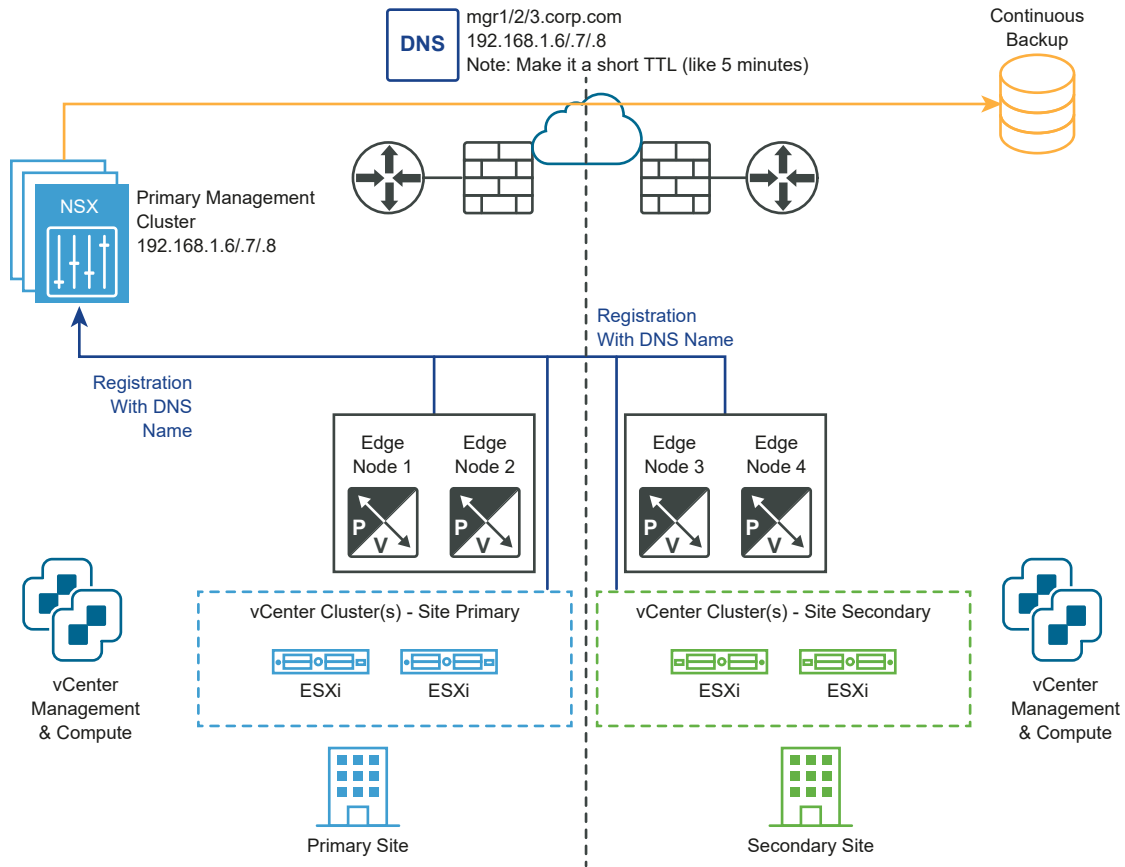 DNS
mgr1/2/3.corp.com
192.168.1.6/.7/.8
Note: Make it a short TTL (like 5 minutes)
Continuous
Backup
NSX
Primary Management
Cluster
192.168.1.6/.7/.8
Registration
With DNS Name
Registration
With DNS
Name
Edge
Node 1
Edge
Node 2
Edge
Node 3
Edge
Node 4
P
V
P
V
P
V
P
V
vCenter Cluster(s) - Site Primary
vCenter Cluster(s) - Site Secondary
ESXi
ESXi
ESXi
ESXi
vCenter
Management
& Compute
vCenter
Management
& Compute
Primary Site
Secondary Site